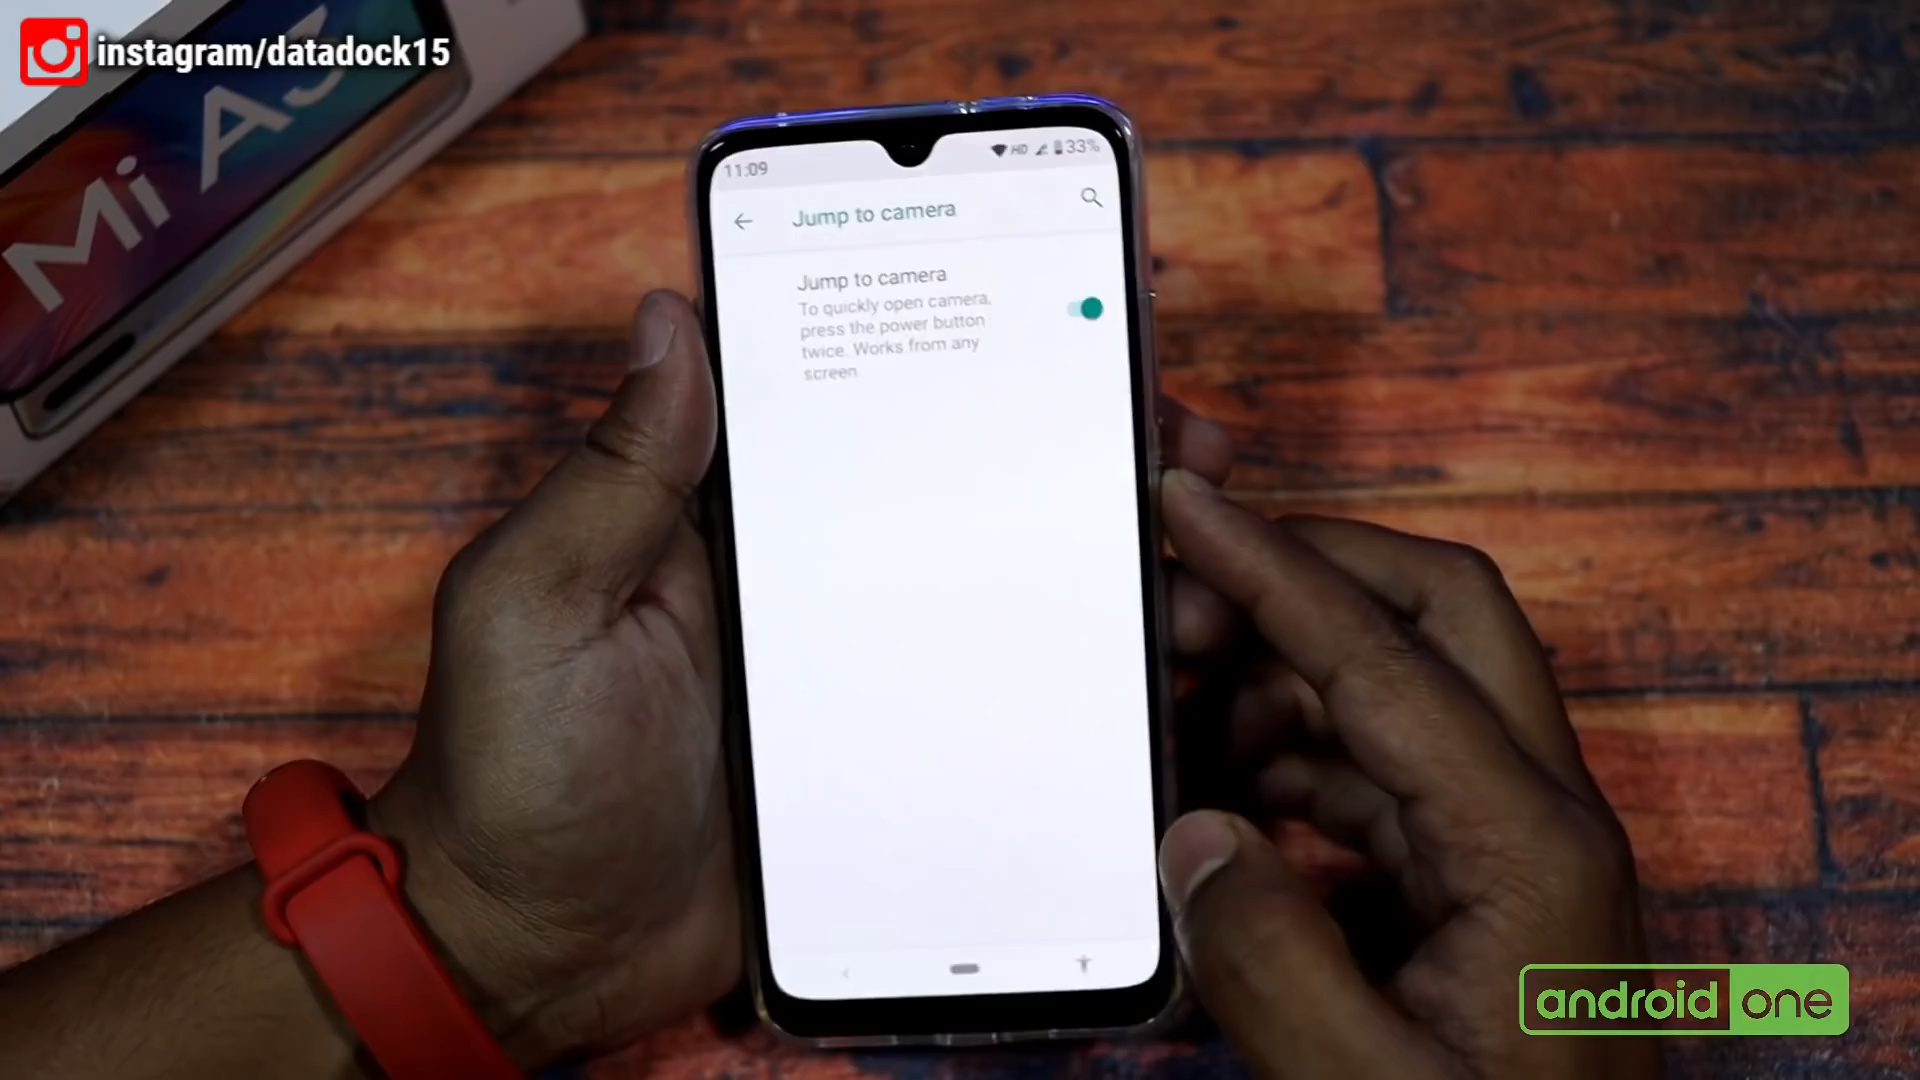 instagram/datadock15
Mi A3
11:09
HD
33%
Jump to camera
Jump to camera
To quickly open camera,
press the power button
twice. Works from any
screen.
android one